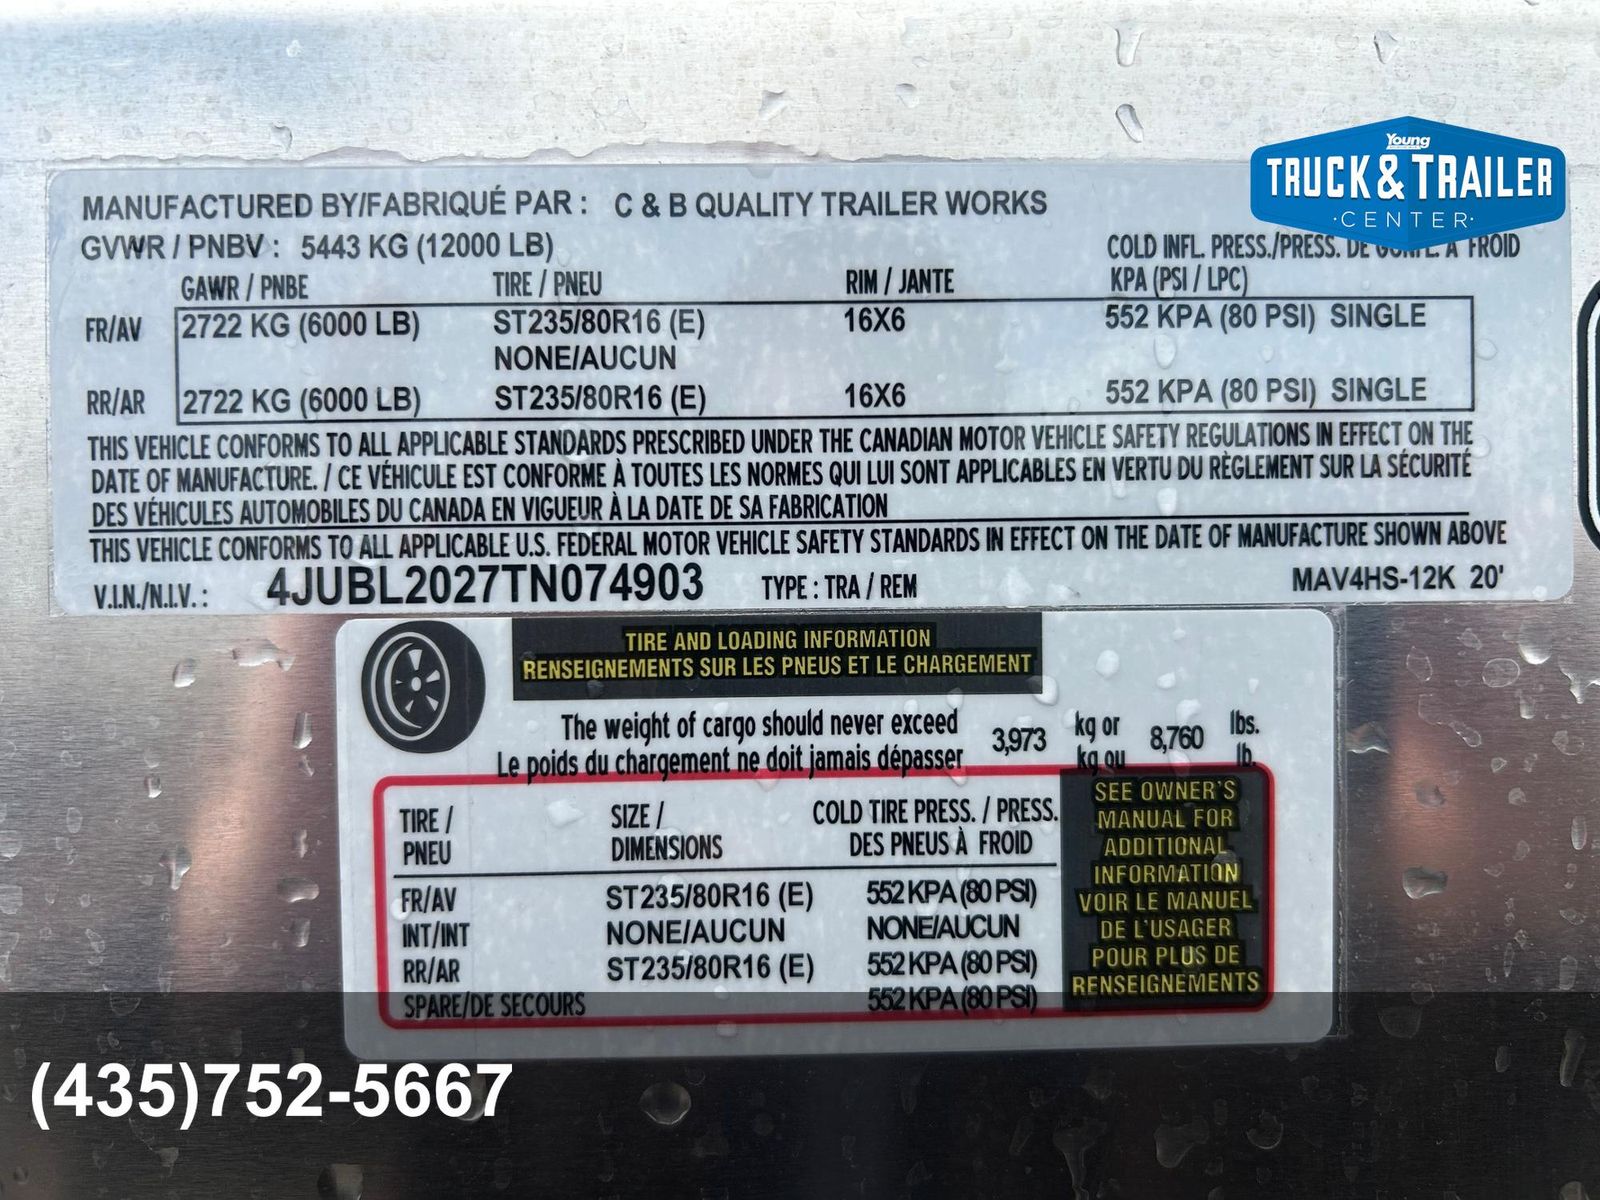 Young
TRUCK & TRAILER
·CENTER·
MANUFACTURED BY/FABRIQUÉ PAR : C & B QUALITY TRAILER WORKS
GVWR / PNBV : 5443 KG (12000 LB)
COLD INFL. PRESS./PRESS. DE GONFL. À FROID
GAWR / PNBE TIRE / PNEU RIM / JANTE KPA (PSI / LPC)
FR/AV 2722 KG (6000 LB) ST235/80R16 (E) 16X6 552 KPA (80 PSI) SINGLE
NONE/AUCUN
RR/AR 2722 KG (6000 LB) ST235/80R16 (E) 16X6 552 KPA (80 PSI) SINGLE
THIS VEHICLE CONFORMS TO ALL APPLICABLE STANDARDS PRESCRIBED UNDER THE CANADIAN MOTOR VEHICLE SAFETY REGULATIONS IN EFFECT ON THE
DATE OF MANUFACTURE. / CE VÉHICULE EST CONFORME À TOUTES LES NORMES QUI LUI SONT APPLICABLES EN VERTU DU RÈGLEMENT SUR LA SÉCURITÉ
DES VÉHICULES AUTOMOBILES DU CANADA EN VIGUEUR À LA DATE DE SA FABRICATION
THIS VEHICLE CONFORMS TO ALL APPLICABLE U.S. FEDERAL MOTOR VEHICLE SAFETY STANDARDS IN EFFECT ON THE DATE OF MANUFACTURE SHOWN ABOVE
V.I.N./N.I.V. : 4JUBL2027TN074903 TYPE : TRA / REM MAV4HS-12K 20'
TIRE AND LOADING INFORMATION
RENSEIGNEMENTS SUR LES PNEUS ET LE CHARGEMENT
The weight of cargo should never exceed 3,973 kg or 8,760 lbs.
Le poids du chargement ne doit jamais dépasser kg ou lb.
TIRE / SIZE / COLD TIRE PRESS. / PRESS.
PNEU DIMENSIONS DES PNEUS À FROID
FR/AV ST235/80R16 (E) 552 KPA (80 PSI)
INT/INT NONE/AUCUN NONE/AUCUN
RR/AR ST235/80R16 (E) 552 KPA (80 PSI)
SPARE/DE SECOURS 552 KPA (80 PSI)
SEE OWNER'S
MANUAL FOR
ADDITIONAL
INFORMATION
VOIR LE MANUEL
DE L'USAGER
POUR PLUS DE
RENSEIGNEMENTS
(435)752-5667